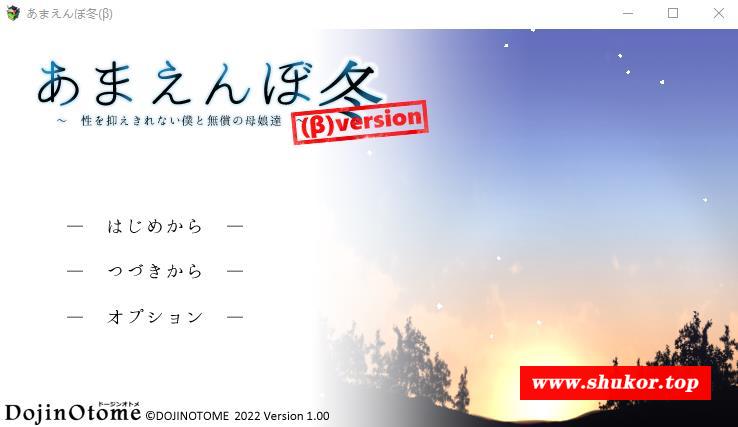 あまえんぼ冬(β)
あまえんぼ冬
～ 性を抑えきれない僕と無償の母娘達 ～
(β)version
— はじめから —
— つづきから —
— オプション —
www.shukor.top
ドージンオトメ
DojinOtome ©DOJINOTOME 2022 Version 1.00